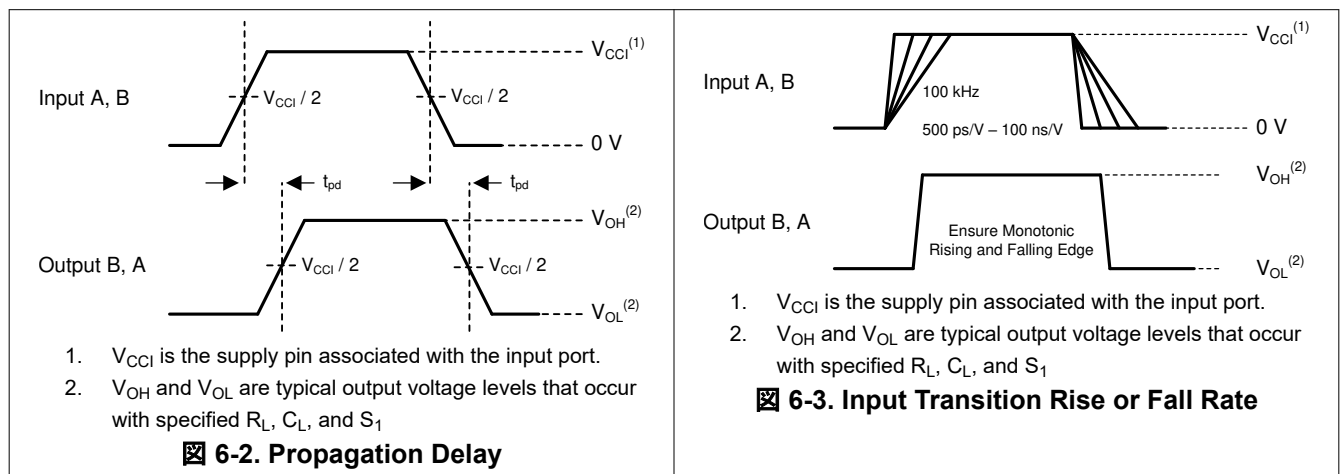 V_CCI(1)
Input A, B
V_CCI / 2
V_CCI / 2
0 V
t_pd
t_pd
V_OH(2)
Output B, A
V_CCI / 2
V_CCI / 2
V_OL(2)
1. V_CCI is the supply pin associated with the input port.
2. V_OH and V_OL are typical output voltage levels that occur
with specified R_L, C_L, and S_1
図 6-2. Propagation Delay
V_CCI(1)
Input A, B
100 kHz
500 ps/V – 100 ns/V
0 V
V_OH(2)
Output B, A
Ensure Monotonic
Rising and Falling Edge
V_OL(2)
1. V_CCI is the supply pin associated with the input port.
2. V_OH and V_OL are typical output voltage levels that occur
with specified R_L, C_L, and S_1
図 6-3. Input Transition Rise or Fall Rate